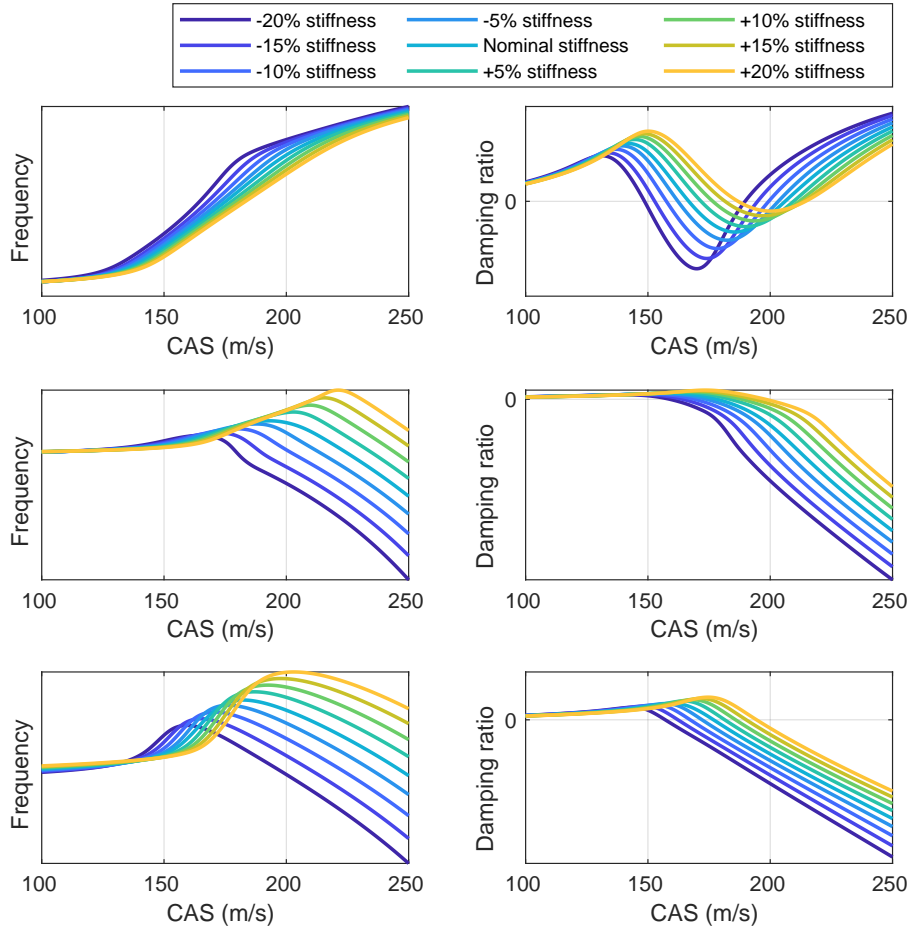 -20% stiffness -5% stiffness +10% stiffness
-15% stiffness Nominal stiffness +15% stiffness
-10% stiffness +5% stiffness +20% stiffness
Frequency
100 150 200 250
CAS (m/s)
Damping ratio
0
100 150 200 250
CAS (m/s)
Frequency
100 150 200 250
CAS (m/s)
Damping ratio
0
100 150 200 250
CAS (m/s)
Frequency
100 150 200 250
CAS (m/s)
Damping ratio
0
100 150 200 250
CAS (m/s)